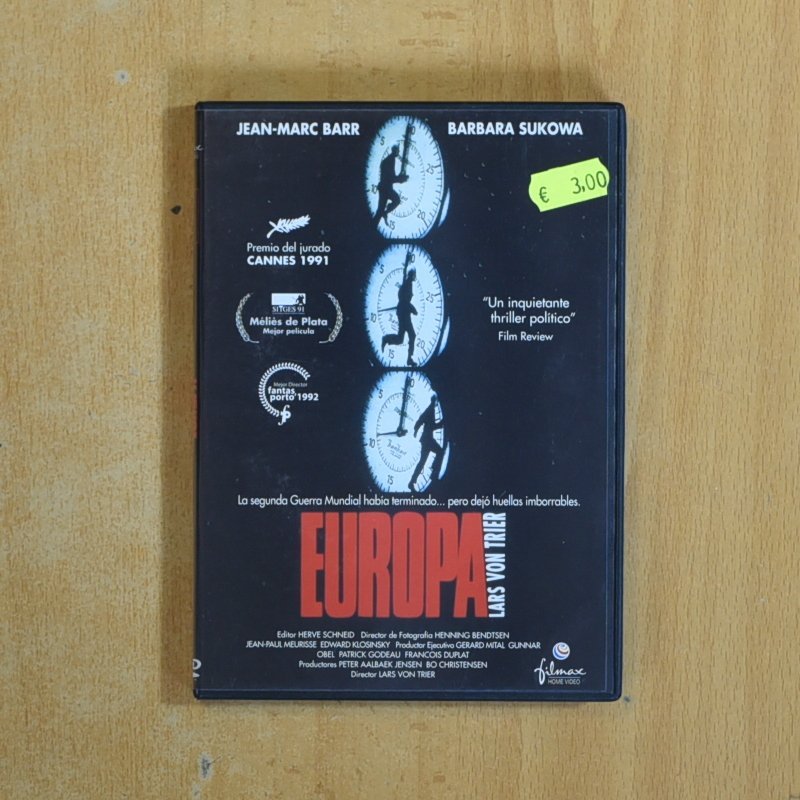 JEAN-MARC BARR
BARBARA SUKOWA
€ 3,00
Premio del jurado
CANNES 1991
SITGES 91
Méliés de Plata
Mejor película
"Un inquietante
thriller político"
Film Review
Mejor Director
fantas
porto'1992
La segunda Guerra Mundial había terminado... pero dejó huellas imborrables.
EUROPA
LARS VON TRIER
Editor HERVE SCHNEID Director de Fotografía HENNING BENDTSEN
JEAN-PAUL MEURISSE EDWARD KLOSINSKY Productor Ejecutivo GERARD MITAL GUNNAR
OBEL PATRICK GODEAU FRANCOIS DUPLAT
Productores PETER AALBAEK JENSEN BO CHRISTENSEN
Director LARS VON TRIER
filmax
HOME VIDEO